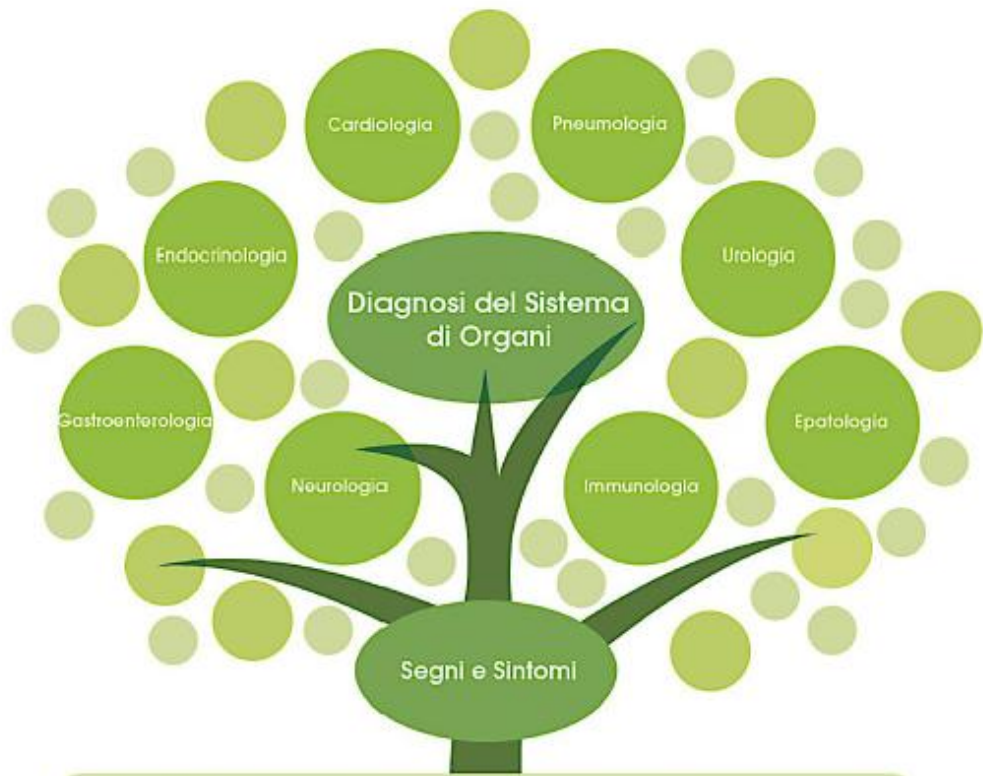 Cardiologia
Pneumologia
Endocrinologia
Urologia
Diagnosi del Sistema
di Organi
Gastroenterologia
Epatologia
Neurologia
Immunologia
Segni e Sintomi